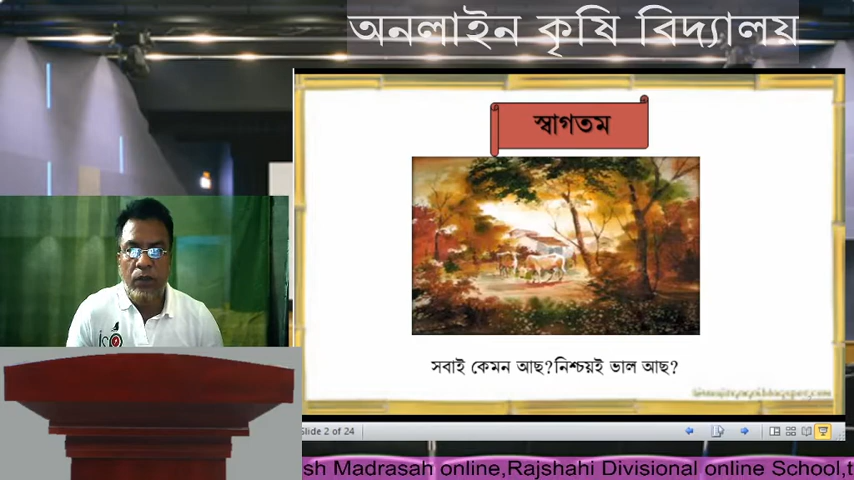 অনলাইন কৃষি বিদ্যালয়
স্বাগতম
সবাই কেমন আছ?নিশ্চয়ই ভাল আছ?
Slide 2 of 24
sh Madrasah online,Rajshahi Divisional online School,t